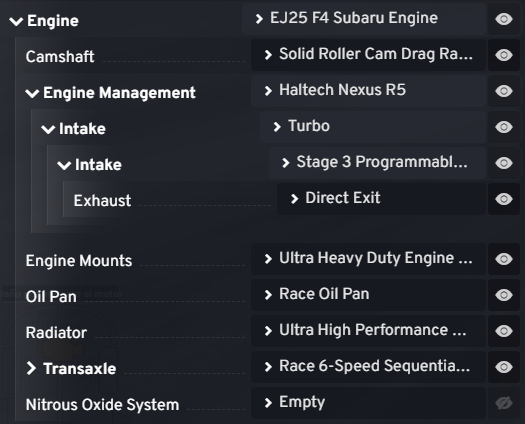 Engine EJ25 F4 Subaru Engine
Camshaft Solid Roller Cam Drag Ra...
Engine Management Haltech Nexus R5
Intake Turbo
Intake Stage 3 Programmabl...
Exhaust Direct Exit
Engine Mounts Ultra Heavy Duty Engine ...
Oil Pan Race Oil Pan
Radiator Ultra High Performance ...
Transaxle Race 6-Speed Sequentia...
Nitrous Oxide System Empty